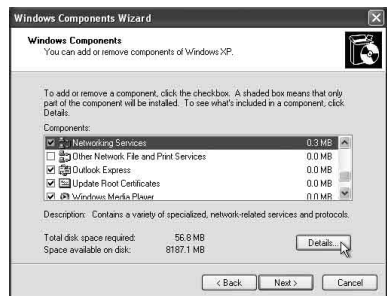 Windows Components Wizard
Windows Components
You can add or remove components of Windows XP.
To add or remove a component, click the checkbox. A shaded box means that only
part of the component will be installed. To see what's included in a component, click
Details.
Components:
Networking Services 0.3 MB
Other Network File and Print Services 0.0 MB
Outlook Express 0.0 MB
Update Root Certificates 0.0 MB
Windows Media Player 0.0 MB
Description: Contains a variety of specialized, network-related services and protocols.
Total disk space required: 56.8 MB
Space available on disk: 8187.1 MB
Details...
< Back Next > Cancel